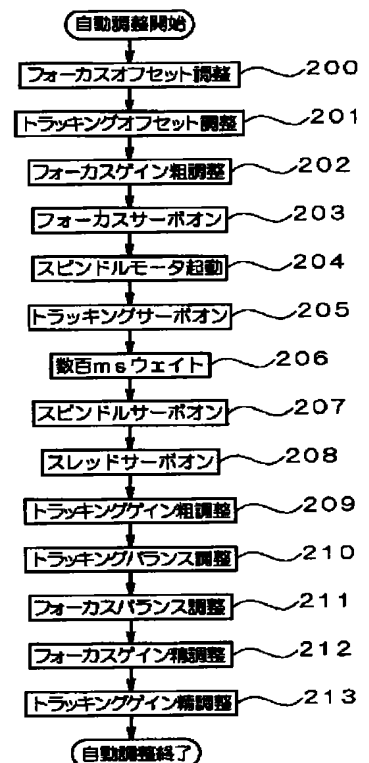 自動調整開始
フォーカスオフセット調整 200
トラッキングオフセット調整 201
フォーカスゲイン粗調整 202
フォーカスサーボオン 203
スピンドルモータ起動 204
トラッキングサーボオン 205
数百msウェイト 206
スピンドルサーボオン 207
スレッドサーボオン 208
トラッキングゲイン粗調整 209
トラッキングバランス調整 210
フォーカスバランス調整 211
フォーカスゲイン精調整 212
トラッキングゲイン精調整 213
自動調整終了